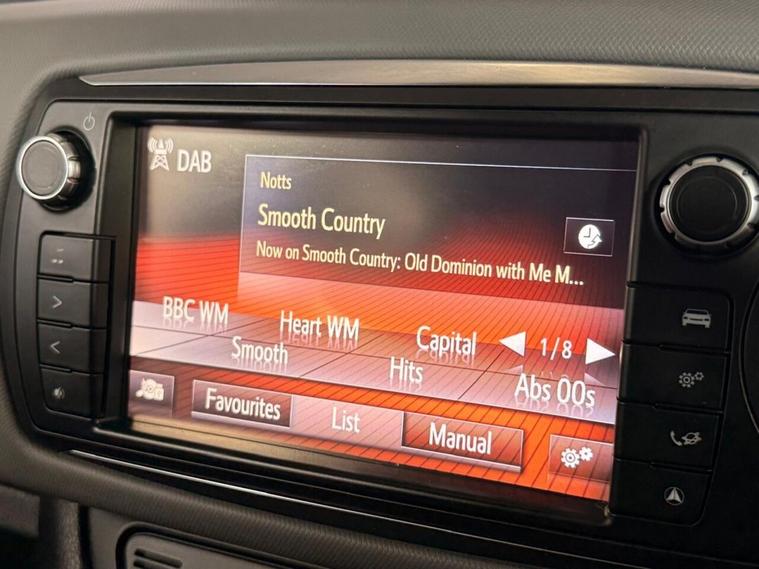 DAB
Notts
Smooth Country
Now on Smooth Country: Old Dominion with Me M...
BBC WM
Heart WM
Capital
1/8
Smooth
Hits
Abs 00s
Favourites
List
Manual